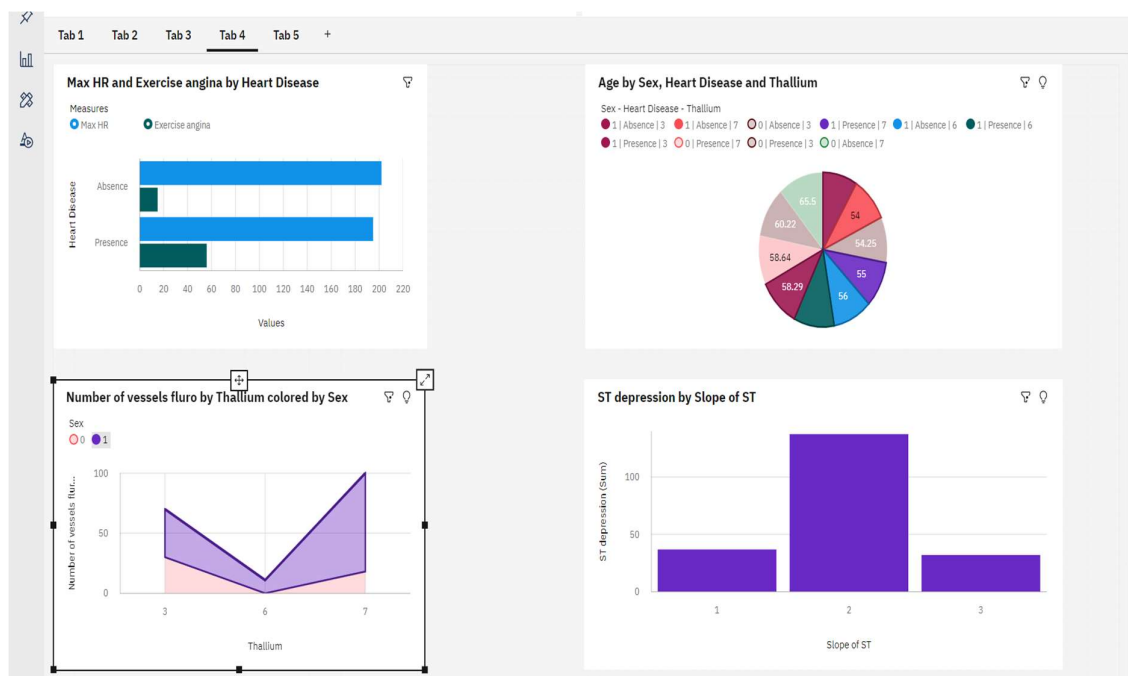 Tab 1 Tab 2 Tab 3 Tab 4 Tab 5 +
Max HR and Exercise angina by Heart Disease
Measures
Max HR Exercise angina
Heart Disease
Absence
Presence
0 20 40 60 80 100 120 140 160 180 200 220
Values
Age by Sex, Heart Disease and Thallium
Sex - Heart Disease - Thallium
1 | Absence | 3 1 | Absence | 7 0 | Absence | 3 1 | Presence | 7 1 | Absence | 6 1 | Presence | 6
1 | Presence | 3 0 | Presence | 7 0 | Presence | 3 0 | Absence | 7
65.5
54
60.22
54.25
58.64
55
58.29
56
Number of vessels fluro by Thallium colored by Sex
Sex
0 1
Number of vessels flur...
100
50
0
3 6 7
Thallium
ST depression by Slope of ST
ST depression (Sum)
100
50
0
1 2 3
Slope of ST